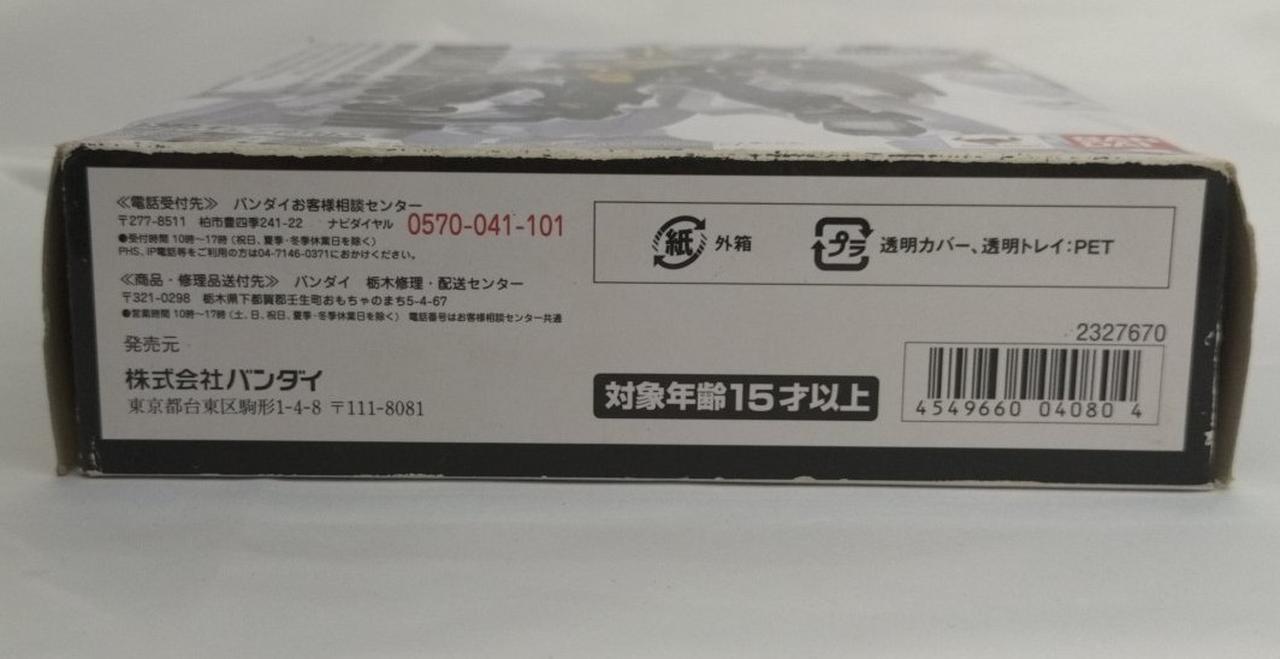 ≪電話受付先≫ バンダイお客様相談センター
〒277-8511 柏市豊四季241-22 ナビダイヤル 0570-041-101
●受付時間 10時〜17時（祝日、夏季・冬季休業日を除く）
PHS、IP電話等をご利用の方は04-7146-0371におかけください。
≪商品・修理品送付先≫ バンダイ 栃木修理・配送センター
〒321-0298 栃木県下都賀郡壬生町おもちゃのまち5-4-67
●営業時間 10時〜17時（土、日、祝日、夏季・冬季休業日を除く） 電話番号はお客様相談センター共通
発売元
株式会社バンダイ
東京都台東区駒形1-4-8 〒111-8081
紙 外箱
プラ 透明カバー、透明トレイ：PET
対象年齢15才以上
2327670
4549660 04080 4
BAN
DAI